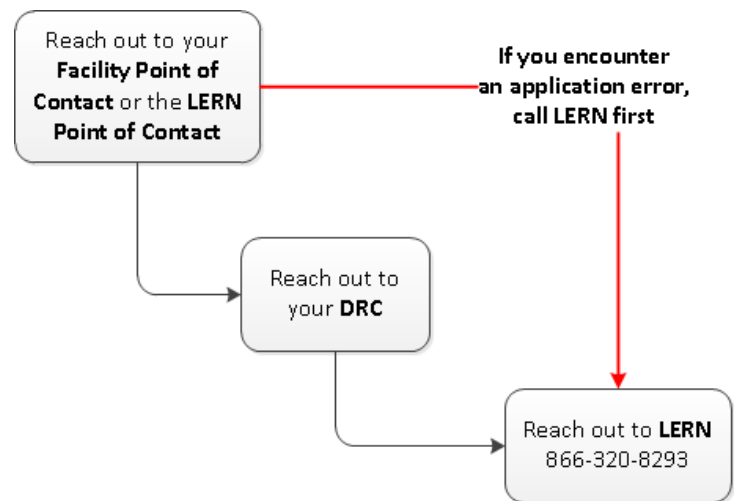 Reach out to your
Facility Point of
Contact or the LERN
Point of Contact
If you encounter
an application error,
call LERN first
Reach out to
your DRC
Reach out to LERN
866-320-8293